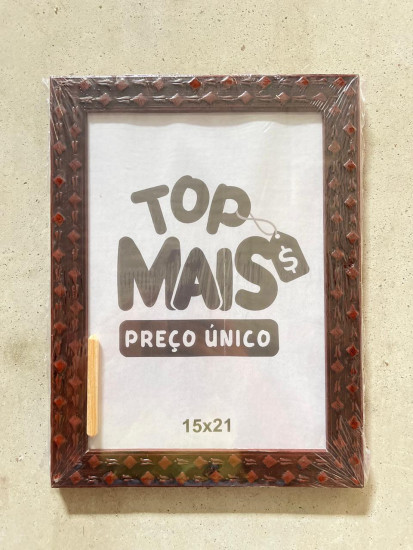 TOP
MAIS
$
PREÇO ÚNICO
15x21